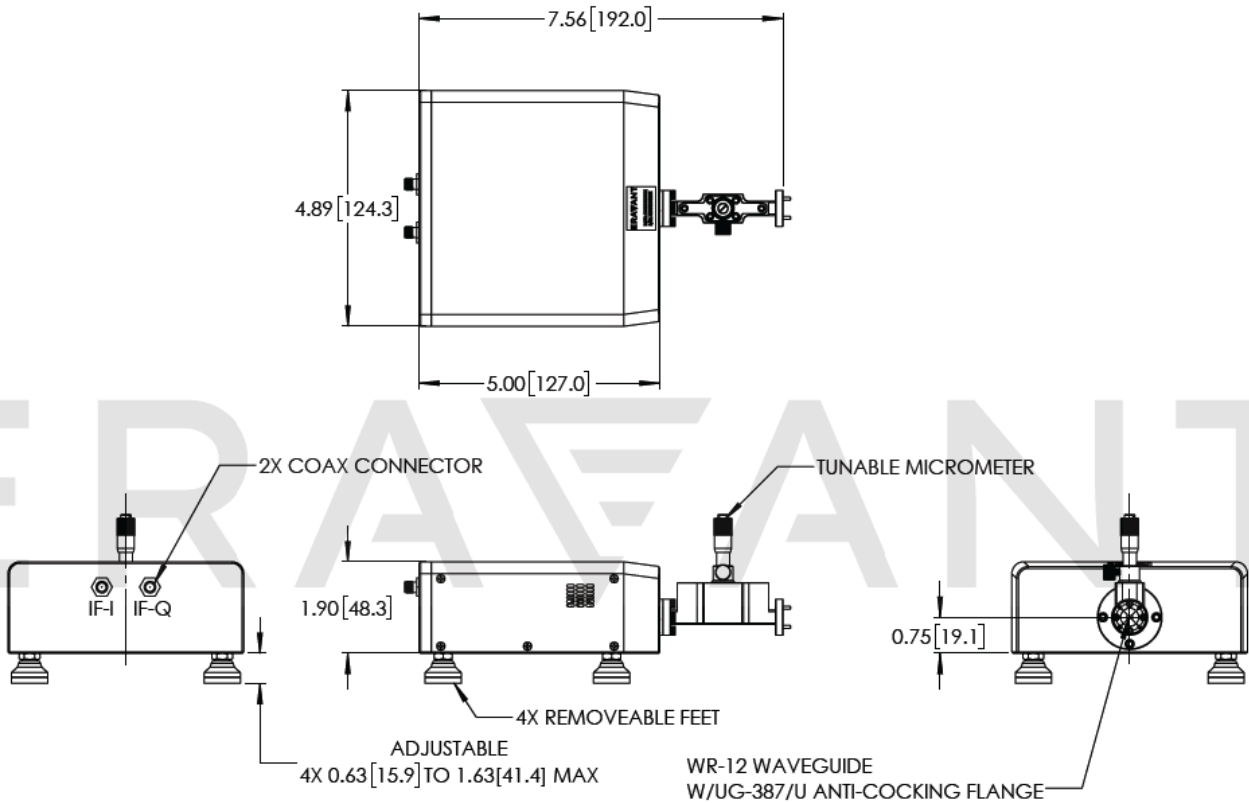 7.56[192.0]
4.89[124.3]
ERAVANT
5.00[127.0]
ERAVANT
2X COAX CONNECTOR
TUNABLE MICROMETER
IF-I IF-Q
1.90[48.3]
0.75[19.1]
4X REMOVEABLE FEET
ADJUSTABLE
4X 0.63[15.9] TO 1.63[41.4] MAX
WR-12 WAVEGUIDE
W/UG-387/U ANTI-COCKING FLANGE